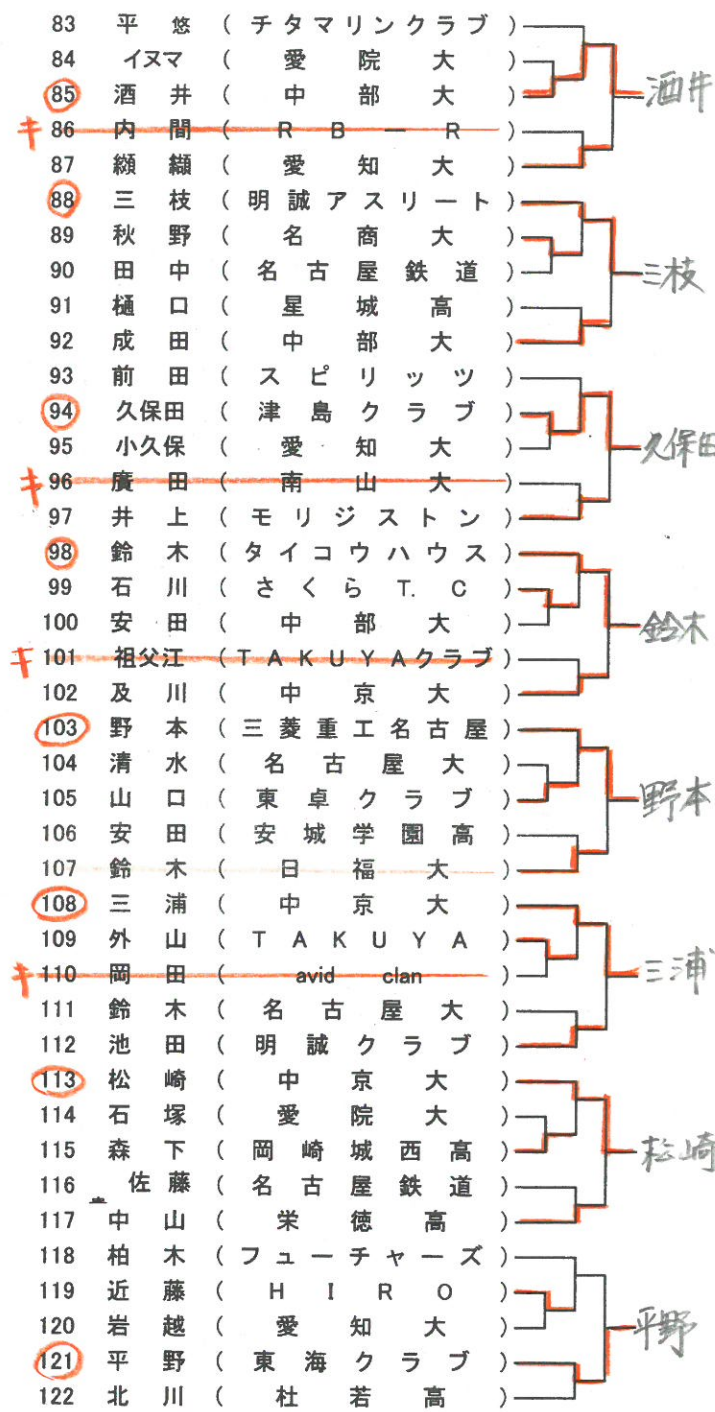 83 平 悠 (チタマリンクラブ)
84 イヌマ (愛院大)
85 酒井 (中部大) 酒井
キ 86 内間 (RB-R)
87 纐纈 (愛知大)
88 三枝 (明誠アスリート)
89 秋野 (名商大)
90 田中 (名古屋鉄道) 三枝
91 樋口 (星城高)
92 成田 (中部大)
93 前田 (スピリッツ)
94 久保田 (津島クラブ)
95 小久保 (愛知大) 久保田
キ 96 廣田 (南山大)
97 井上 (モリジストン)
98 鈴木 (タイコウハウス)
99 石川 (さくらT.C)
100 安田 (中部大) 鈴木
キ 101 祖父江 (TAKUYAクラブ)
102 及川 (中京大)
103 野本 (三菱重工名古屋)
104 清水 (名古屋大)
105 山口 (東卓クラブ) 野本
106 安田 (安城学園高)
107 鈴木 (日福大)
108 三浦 (中京大)
109 外山 (TAKUYA)
キ 110 岡田 (avid clan) 三浦
111 鈴木 (名古屋大)
112 池田 (明誠クラブ)
113 松崎 (中京大)
114 石塚 (愛院大)
115 森下 (岡崎城西高) 松崎
116 佐藤 (名古屋鉄道)
117 中山 (栄徳高)
118 柏木 (フューチャーズ)
119 近藤 (HIRO)
120 岩越 (愛知大) 平野
121 平野 (東海クラブ)
122 北川 (杜若高)